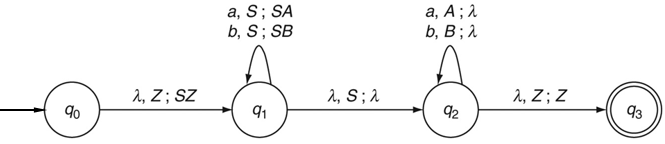 a, S ; SA
b, S ; SB
a, A ; λ
b, B ; λ
q0
λ, Z ; SZ
q1
λ, S ; λ
q2
λ, Z ; Z
q3